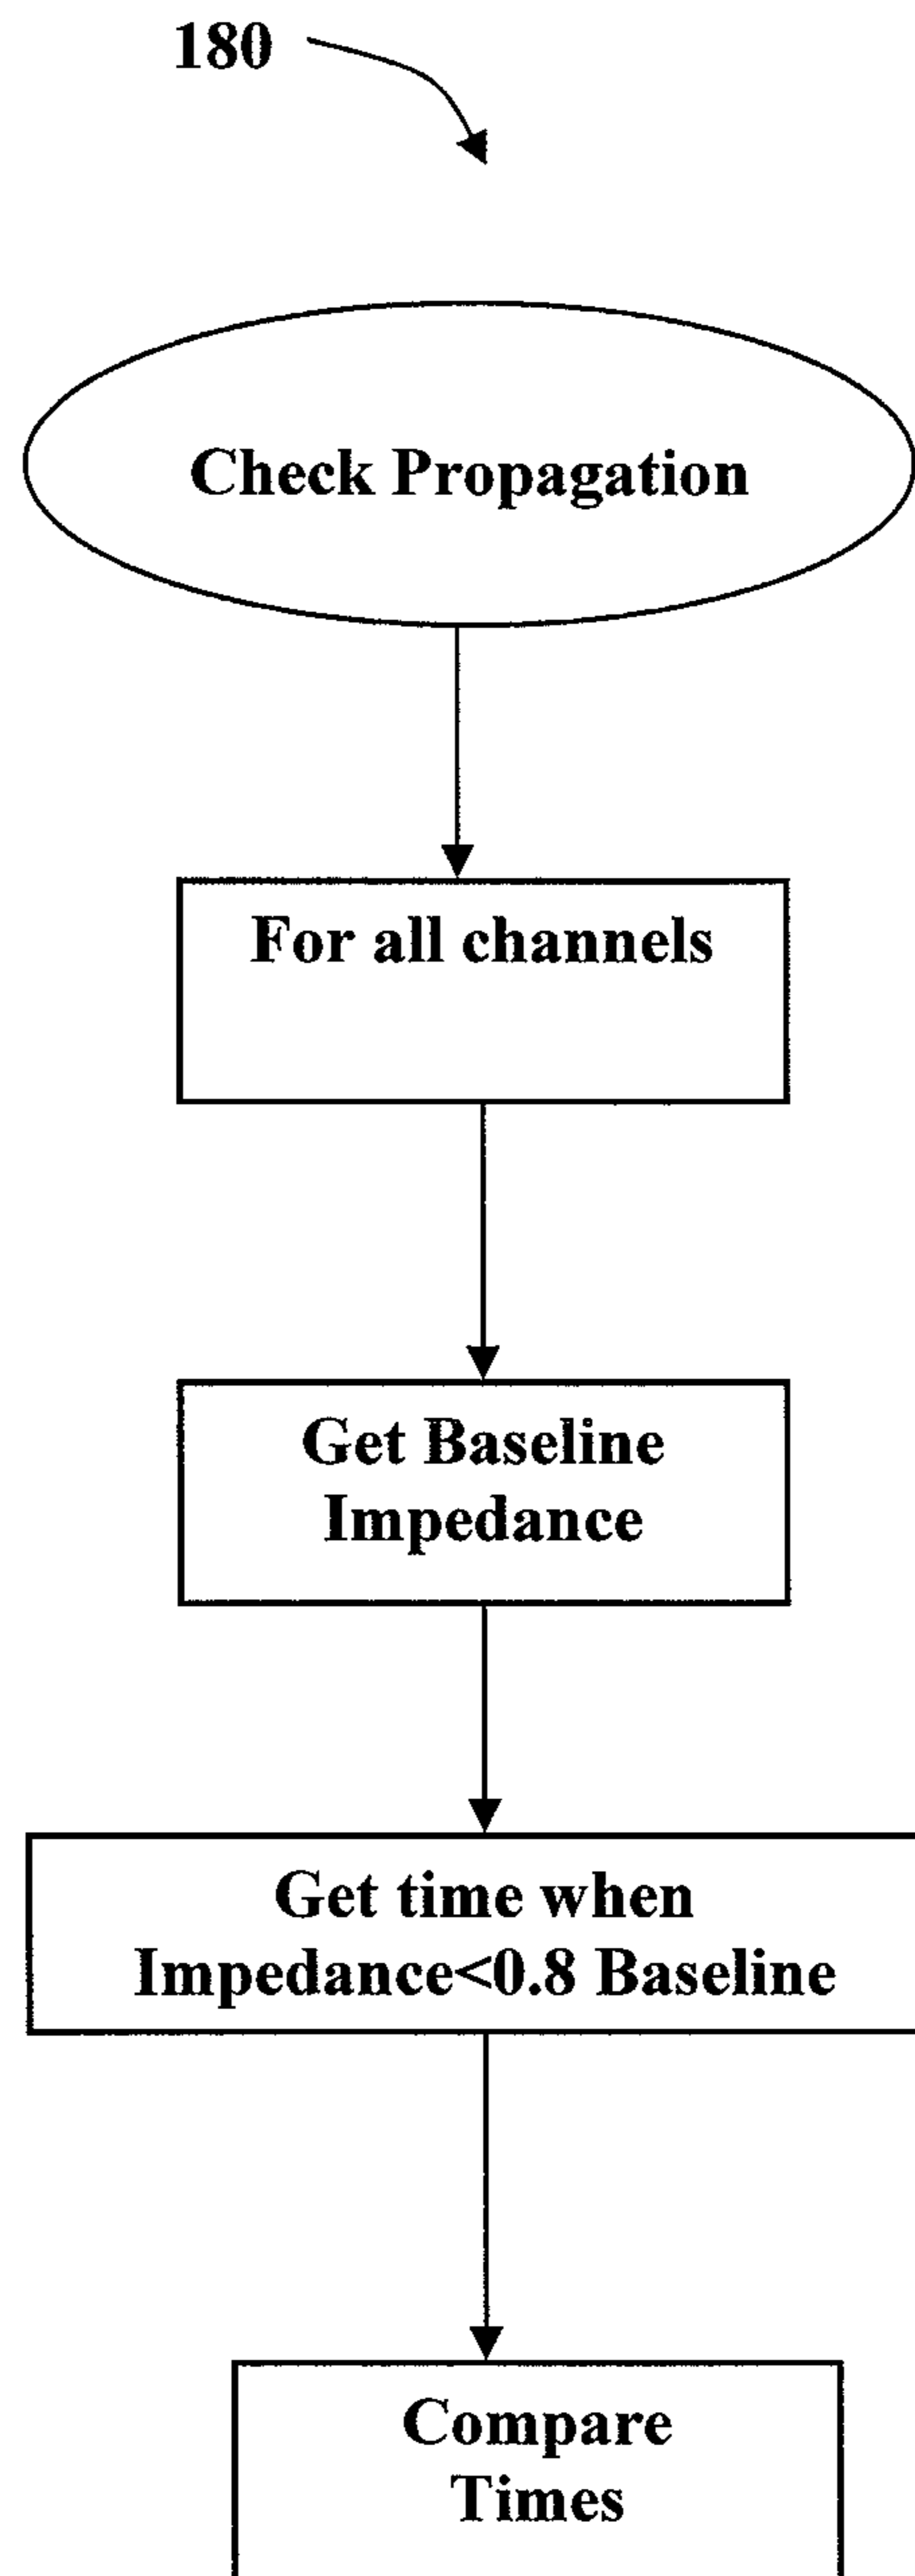 180
Check Propagation
For all channels
Get Baseline
Impedance
Get time when
Impedance<0.8 Baseline
Compare
Times